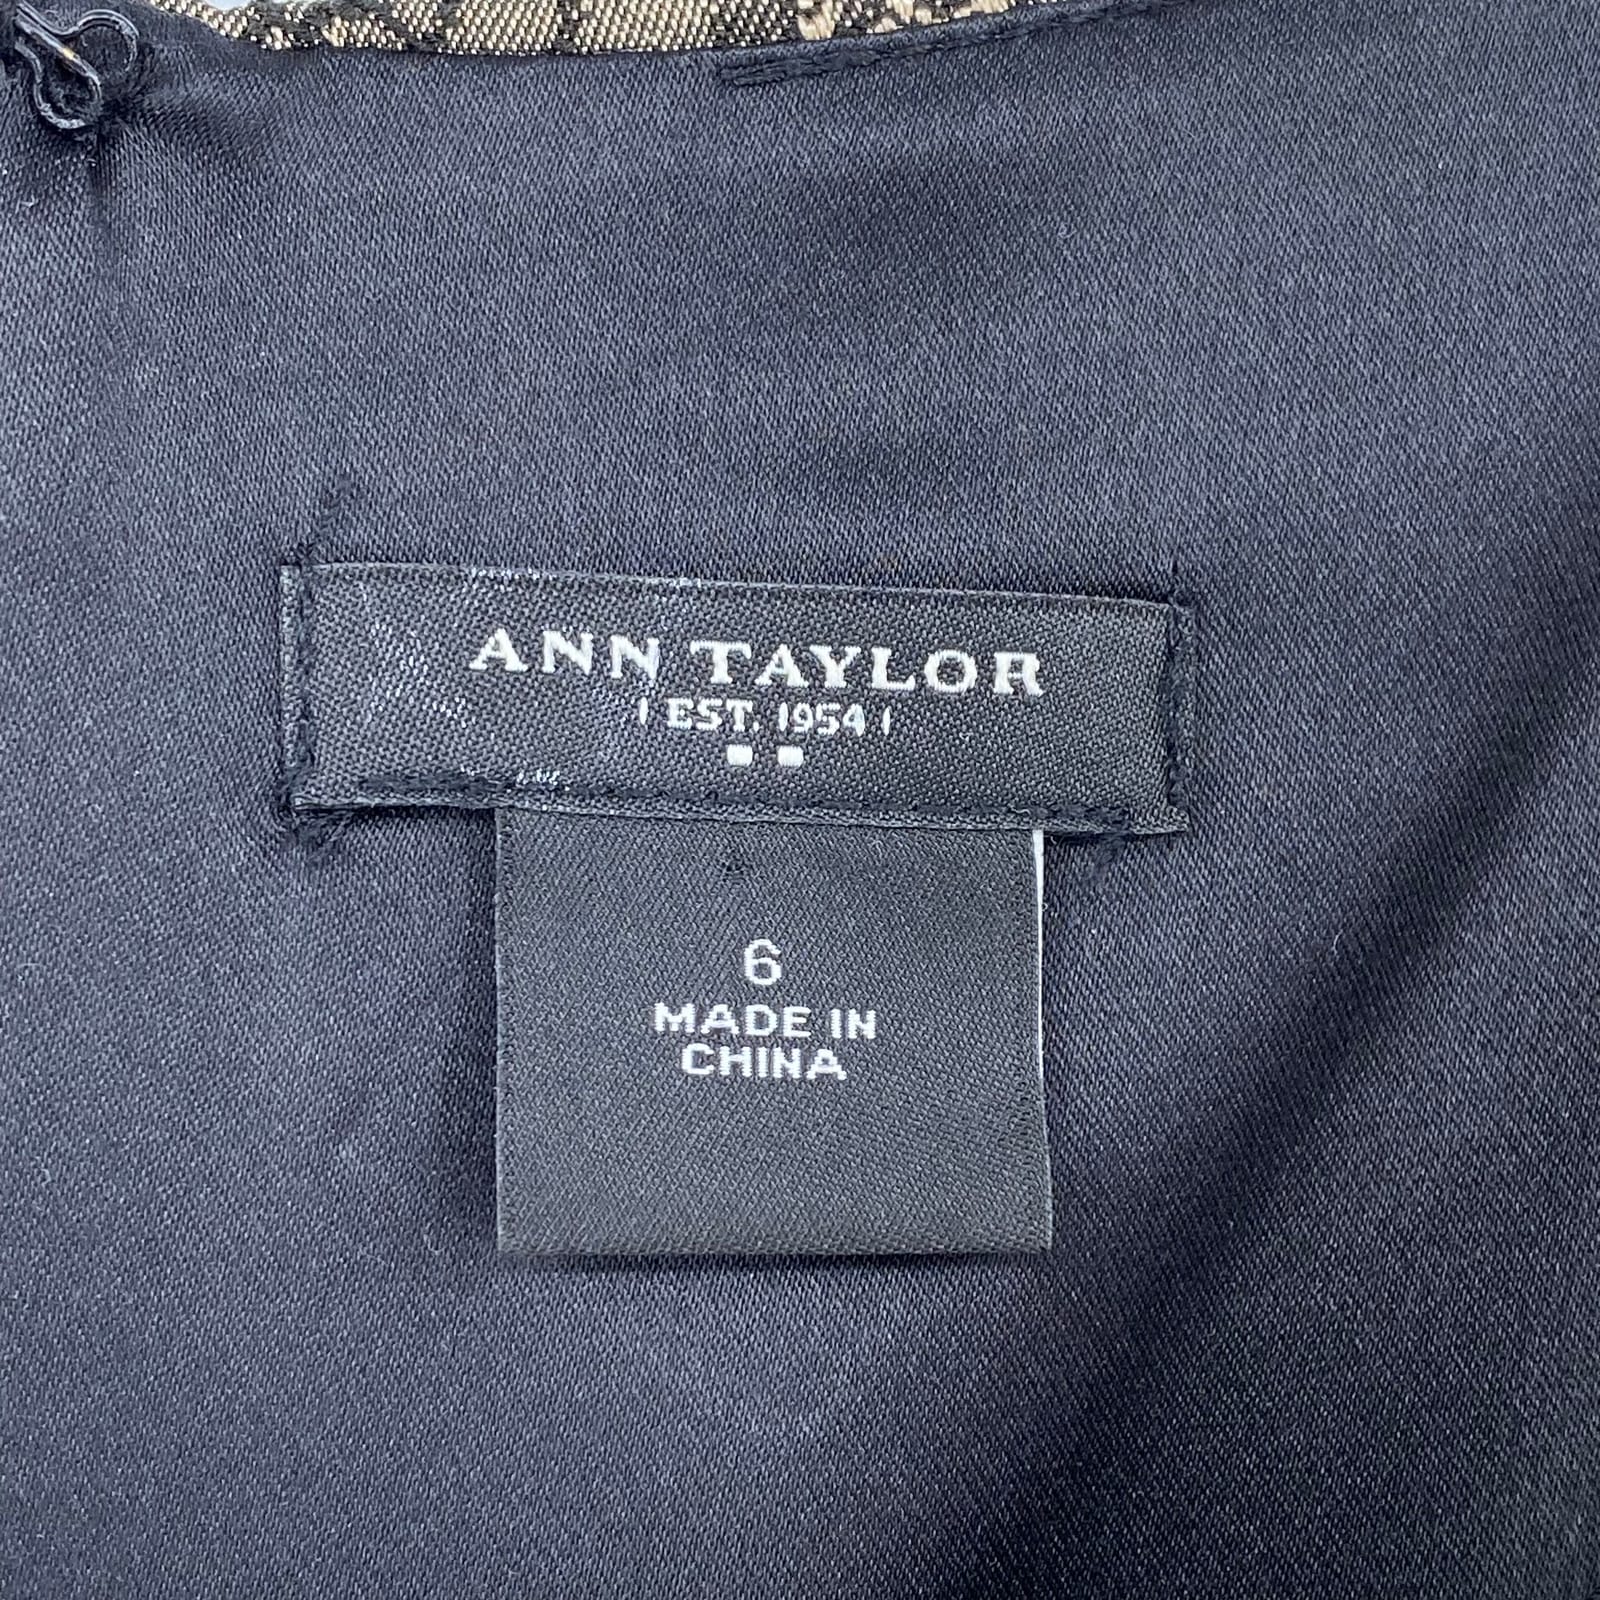 ANN TAYLOR
| EST. 1954 |
6
MADE IN
CHINA